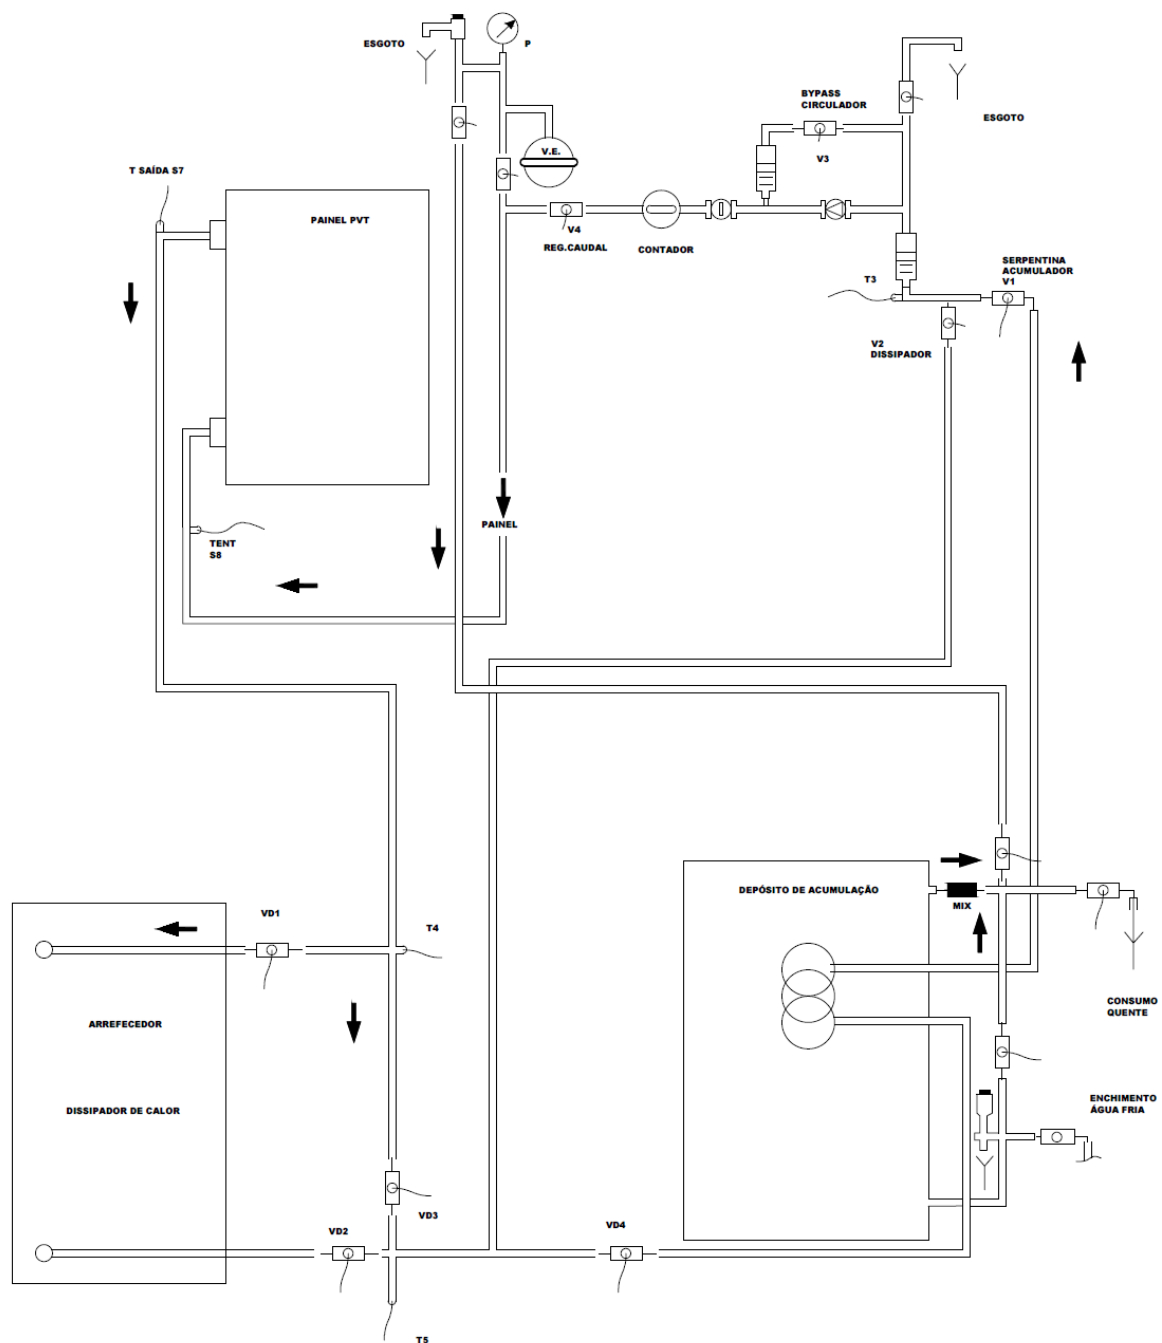 ESGOTO
P
BYPASS
CIRCULADOR
ESGOTO
V.E.
V3
T SAÍDA S7
PAINEL PVT
V4
REG.CAUDAL
CONTADOR
SERPENTINA
ACUMULADOR
V1
T3
V2
DISSIPADOR
PAINEL
TENT
S8
DEPÓSITO DE ACUMULAÇÃO
MIX
VD1
T4
CONSUMO
QUENTE
ARREFECEDOR
ENCHIMENTO
ÁGUA FRIA
DISSIPADOR DE CALOR
VD3
VD2
VD4
T5